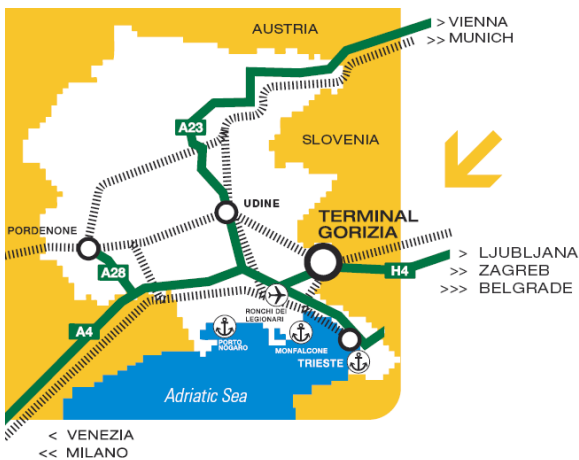 AUSTRIA
> VIENNA
>> MUNICH
A23
SLOVENIA
UDINE
TERMINAL
GORIZIA
PORDENONE
A28
H4
> LJUBLJANA
>> ZAGREB
>>> BELGRADE
RONCHI DEI
LEGIONARI
A4
PORTO
NOGARO
MONFALCONE
TRIESTE
Adriatic Sea
< VENEZIA
<< MILANO